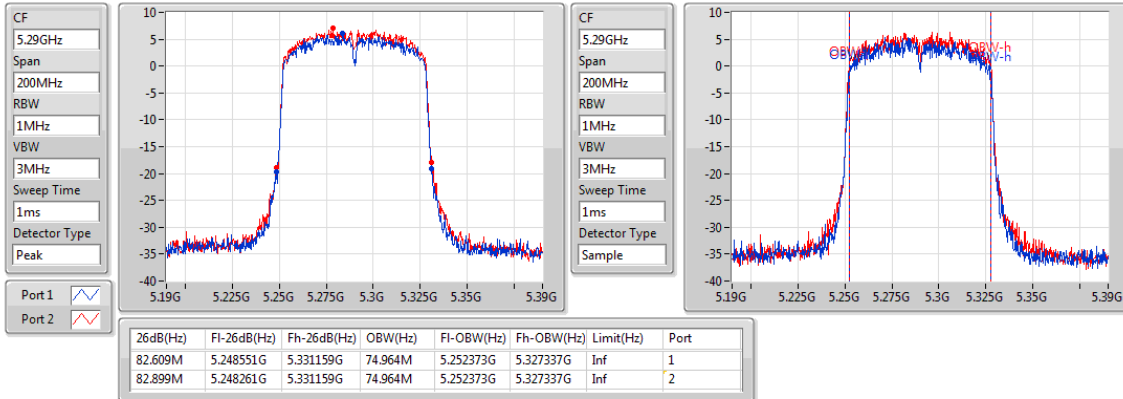 CF
5.29GHz
Span
200MHz
RBW
1MHz
VBW
3MHz
Sweep Time
1ms
Detector Type
Peak
10
5
0
-5
-10
-15
-20
-25
-30
-35
-40
5.19G 5.225G 5.25G 5.275G 5.3G 5.325G 5.35G 5.39G
CF
5.29GHz
Span
200MHz
RBW
1MHz
VBW
3MHz
Sweep Time
1ms
Detector Type
Sample
10
5
0
-5
-10
-15
-20
-25
-30
-35
-40
OBW-h
5.19G 5.225G 5.25G 5.275G 5.3G 5.325G 5.35G 5.39G
Port 1
Port 2
26dB(Hz) Fl-26dB(Hz) Fh-26dB(Hz) OBW(Hz) Fl-OBW(Hz) Fh-OBW(Hz) Limit(Hz) Port
82.609M 5.248551G 5.331159G 74.964M 5.252373G 5.327337G Inf 1
82.899M 5.248261G 5.331159G 74.964M 5.252373G 5.327337G Inf 2